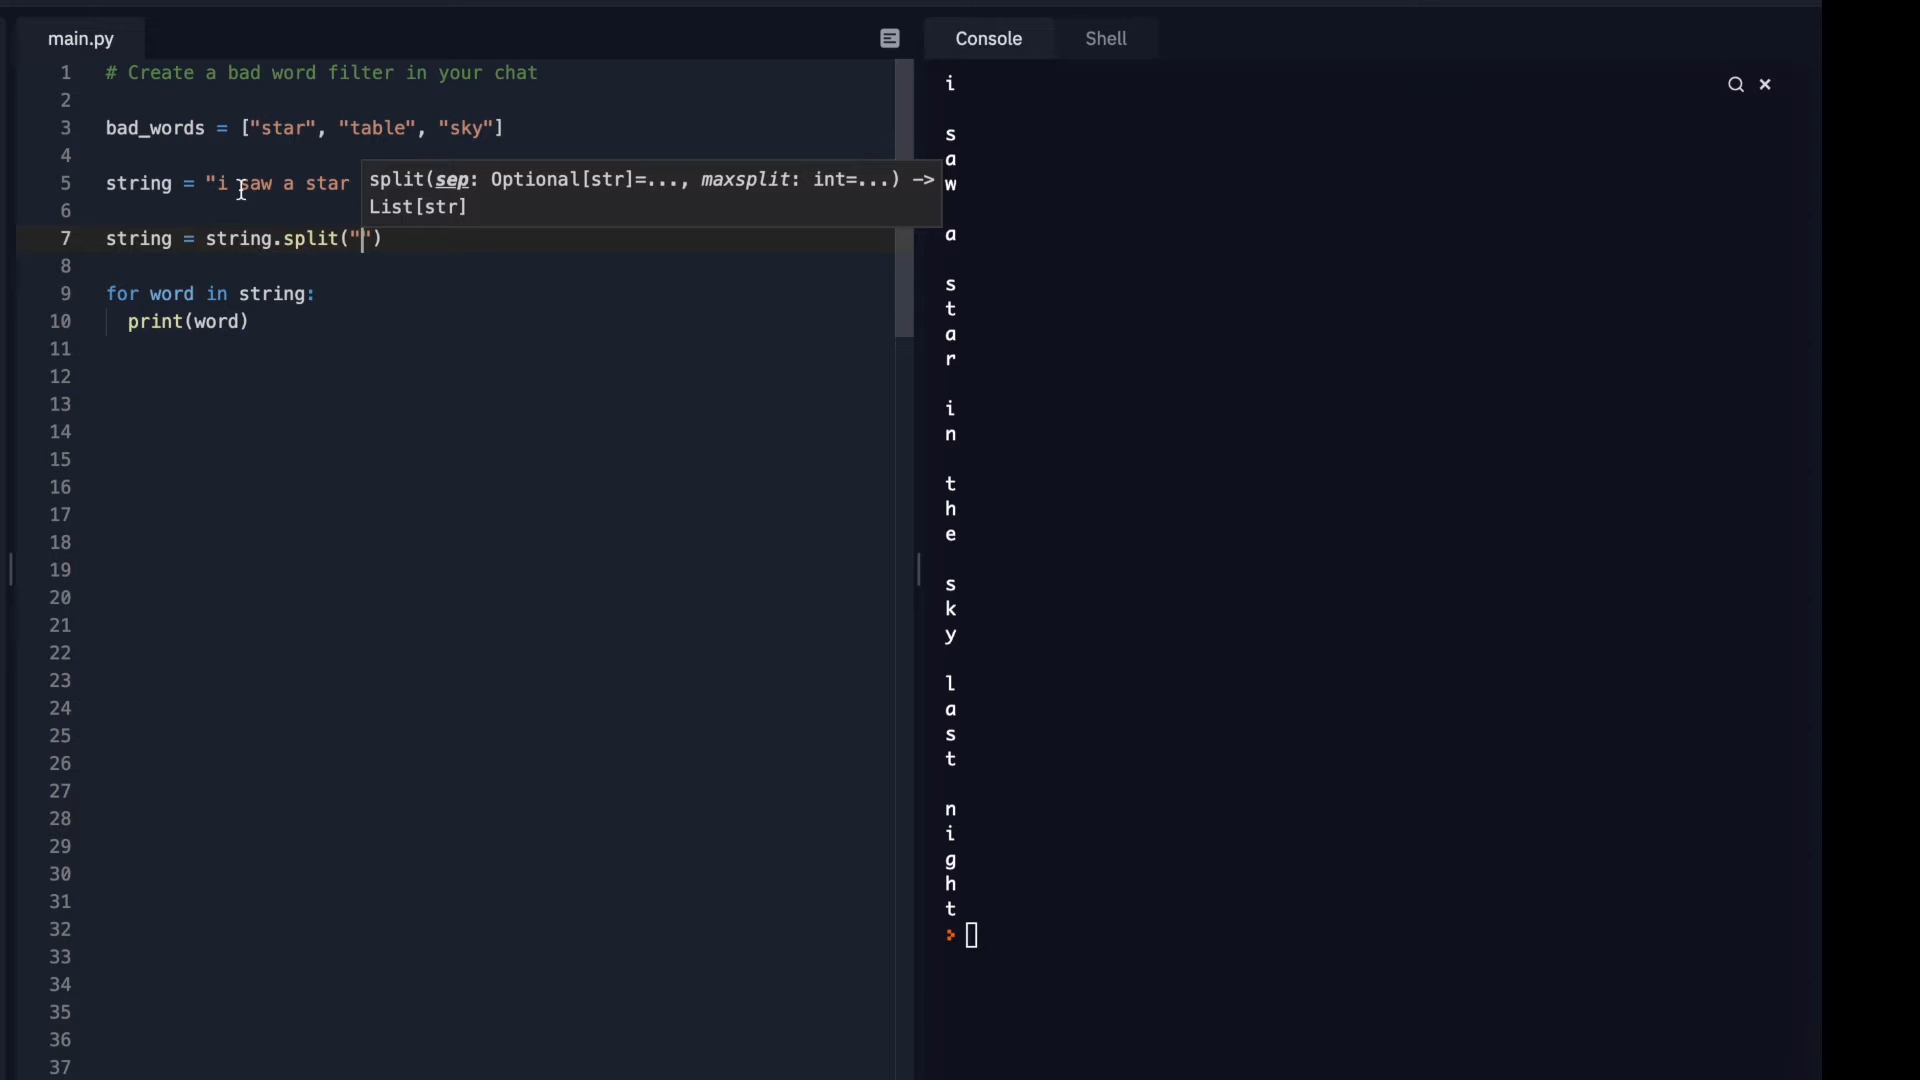 main.py
1 # Create a bad word filter in your chat
2
3 bad_words = ["star", "table", "sky"]
4
5 string = "i saw a star
split(sep: Optional[str]=..., maxsplit: int=...) —>
List[str]
6
7 string = string.split("")
8
9 for word in string:
10 print(word)
11
12
13
14
15
16
17
18
19
20
21
22
23
24
25
26
27
28
29
30
31
32
33
34
35
36
37
Console Shell
i
s
a
w
a
s
t
a
r
i
n
t
h
e
s
k
y
l
a
s
t
n
i
g
h
t